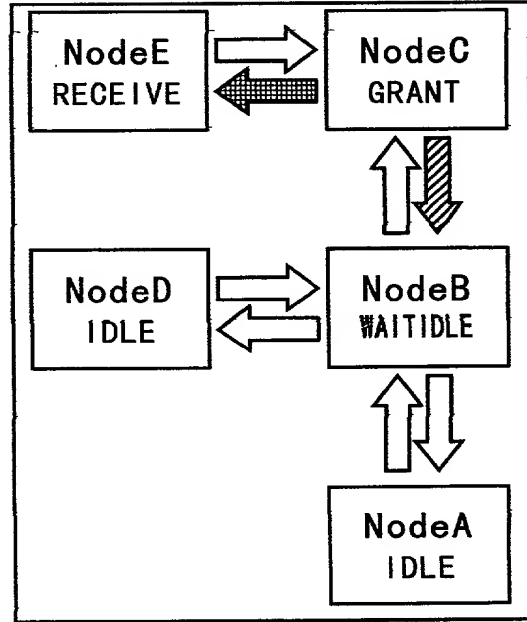 NodeE
RECEIVE
NodeC
GRANT
NodeD
IDLE
NodeB
WAITIDLE
NodeA
IDLE